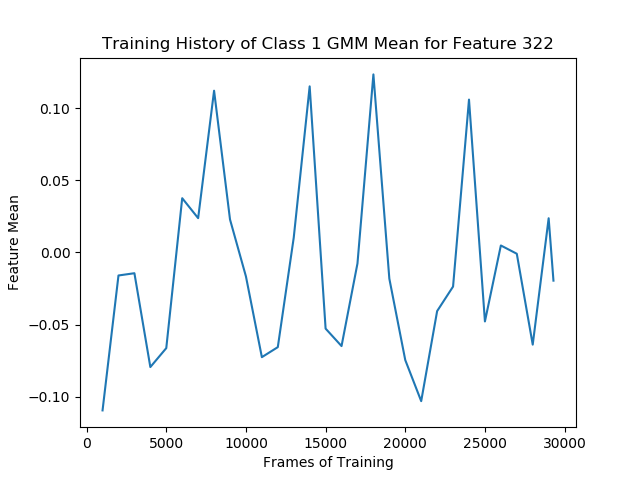 Training History of Class 1 GMM Mean for Feature 322
Feature Mean
0.10
0.05
0.00
−0.05
−0.10
0 5000 10000 15000 20000 25000 30000
Frames of Training